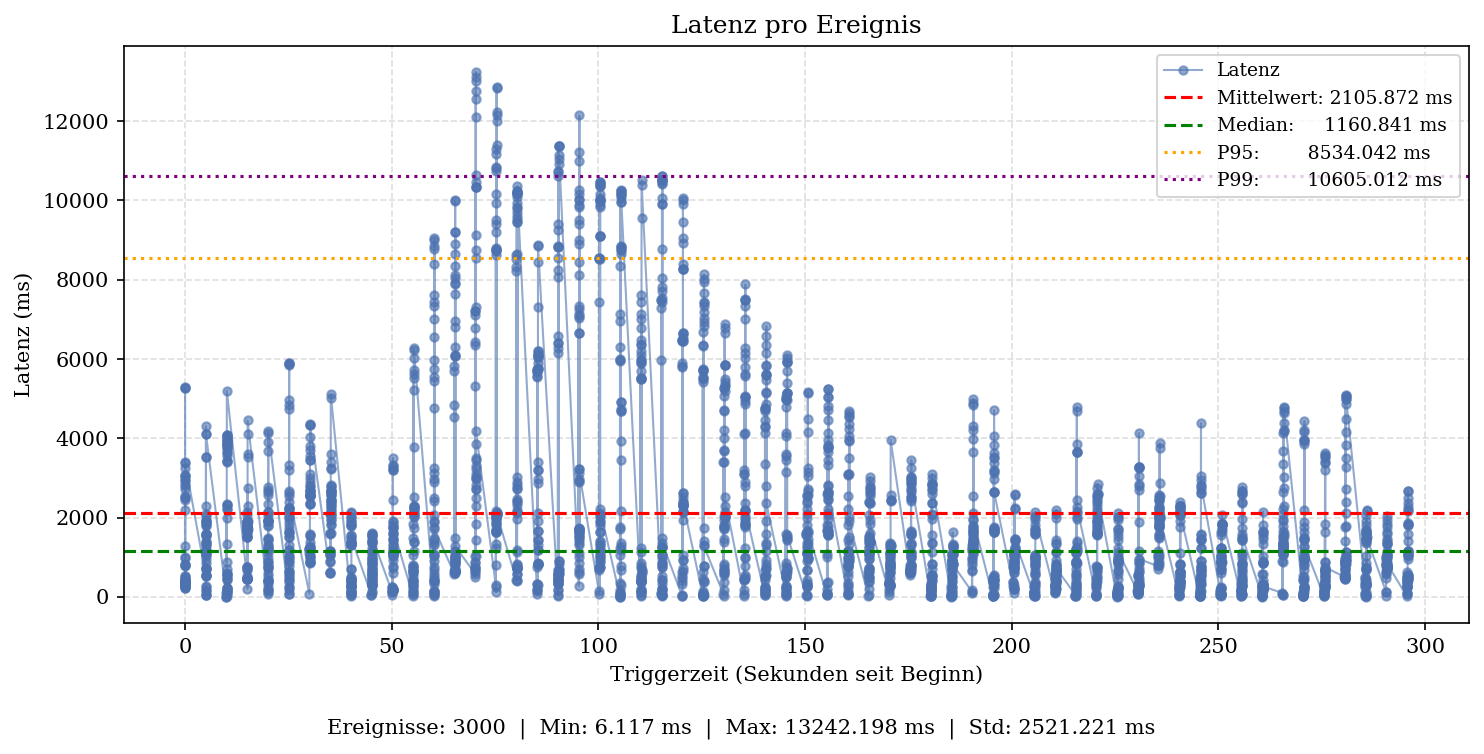 Latenz pro Ereignis
Latenz
Mittelwert: 2105.872 ms
Median: 1160.841 ms
P95: 8534.042 ms
P99: 10605.012 ms
12000
10000
8000
6000
4000
2000
0
Latenz (ms)
0 50 100 150 200 250 300
Triggerzeit (Sekunden seit Beginn)
Ereignisse: 3000 | Min: 6.117 ms | Max: 13242.198 ms | Std: 2521.221 ms